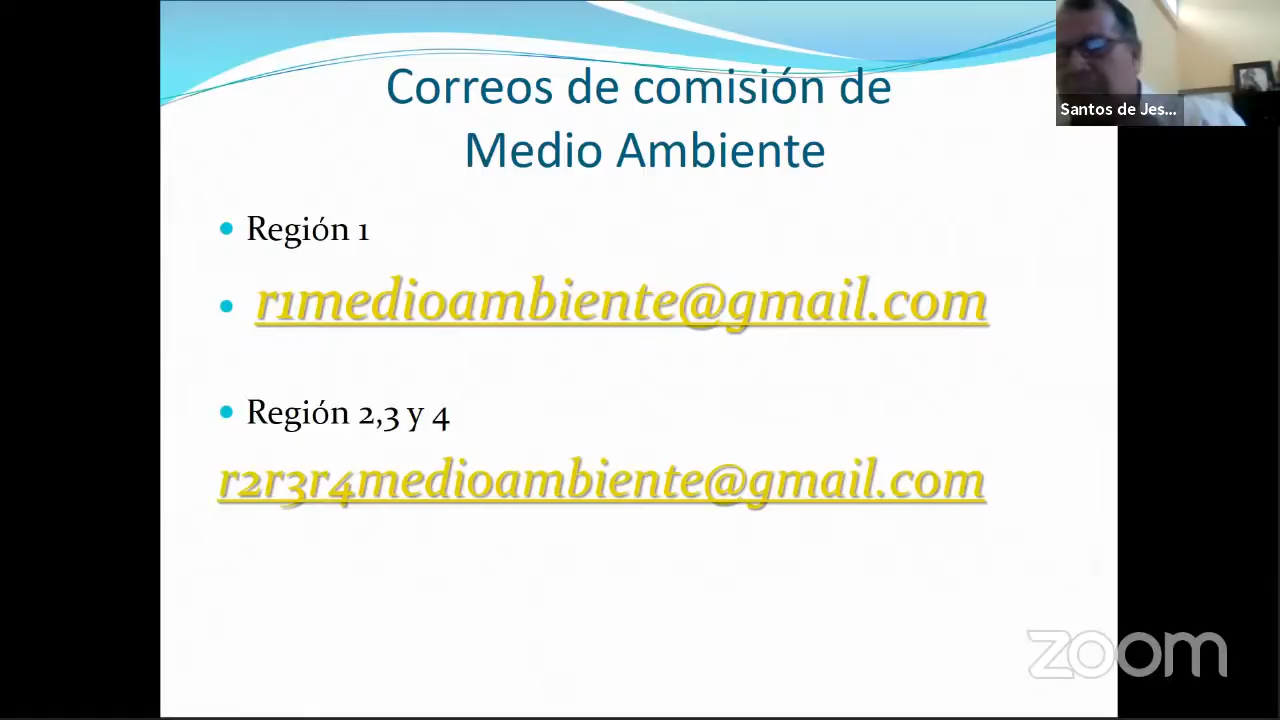 Correos de comisión de
Medio Ambiente
Santos de Jes...
Región 1
r1medioambiente@gmail.com
Región 2,3 y 4
r2r3r4medioambiente@gmail.com
zoom